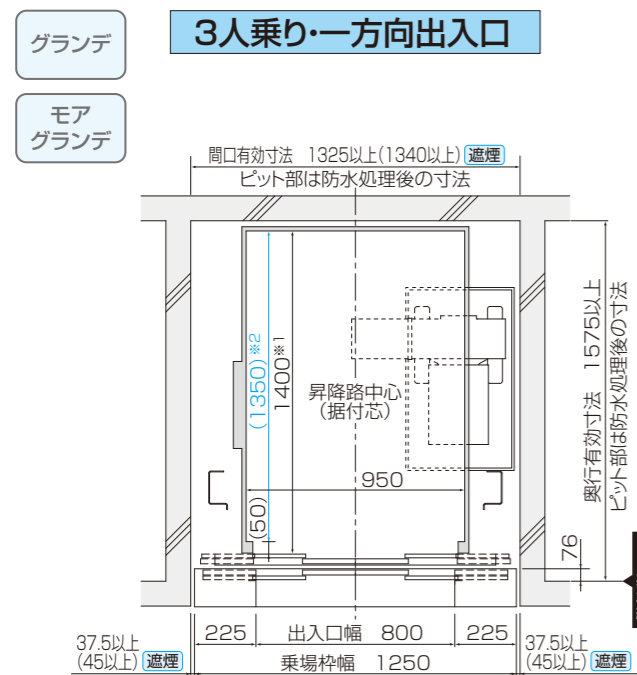 グランデ
3人乗り・一方向出入口
モア
グランデ
間口有効寸法 1325以上(1340以上) 遮煙
ピット部は防水処理後の寸法
(1350)※2
1400※1
昇降路中心
(据付芯)
950
(50)
奥行有効寸法 1575以上
ピット部は防水処理後の寸法
76
37.5以上
(45以上) 遮煙
225
出入口幅 800
225
乗場枠幅 1250
37.5以上
(45以上) 遮煙